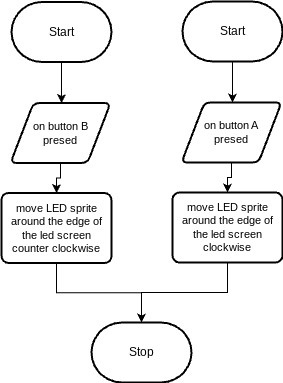 Start
Start
on button B
presed
on button A
presed
move LED sprite
around the edge of
the led screen
counter clockwise
move LED sprite
around the edge of
the led screen
clockwise
Stop